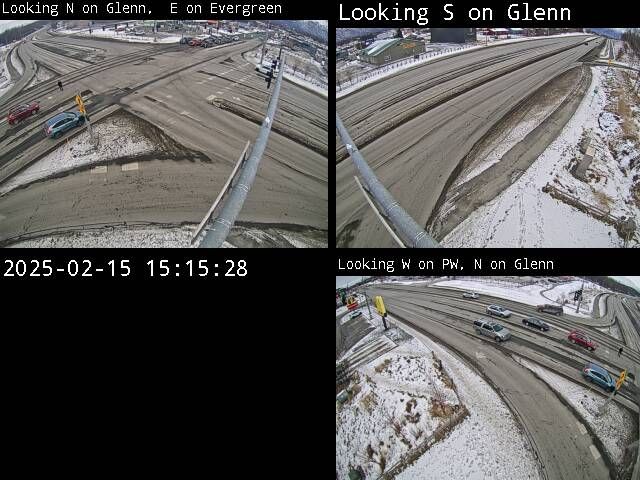 Looking N on Glenn,  E on Evergreen
Looking S on Glenn
2025-02-15 15:15:28
Looking W on PW, N on Glenn